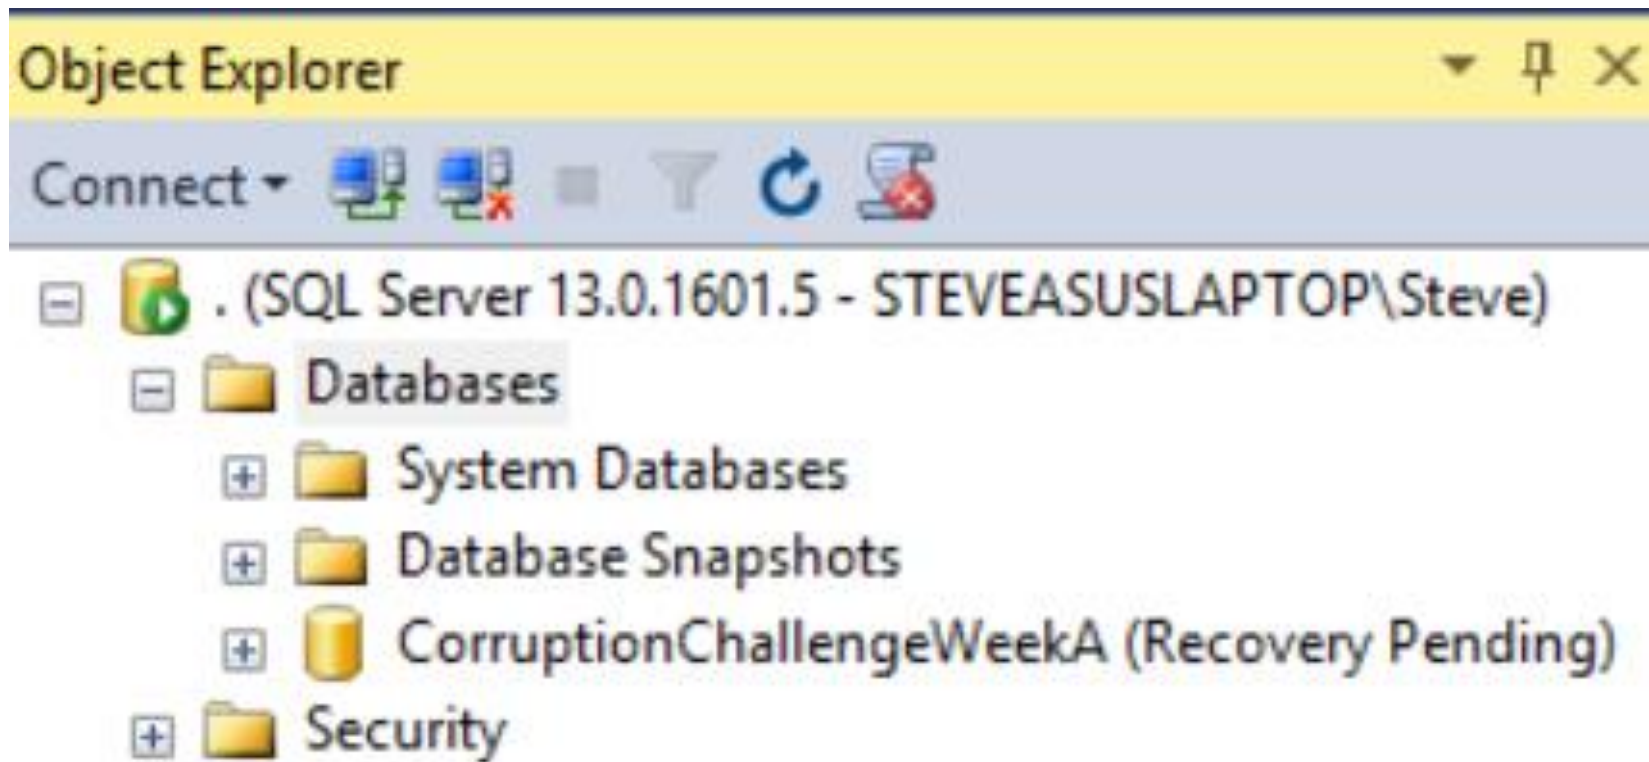 Object Explorer
Connect
. (SQL Server 13.0.1601.5 - STEVEASUSLAPTOP\Steve)
Databases
System Databases
Database Snapshots
CorruptionChallengeWeekA (Recovery Pending)
Security